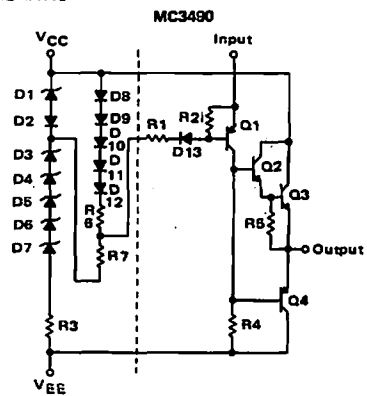 MC3490
VCC
Input
D1
D8
D2
D9
D
10
R1
R2
Q1
D3
D
11
D13
Q2
D4
D
12
Q3
D5
R
6
R5
D6
D7
R7
Output
Q4
R3
R4
VEE